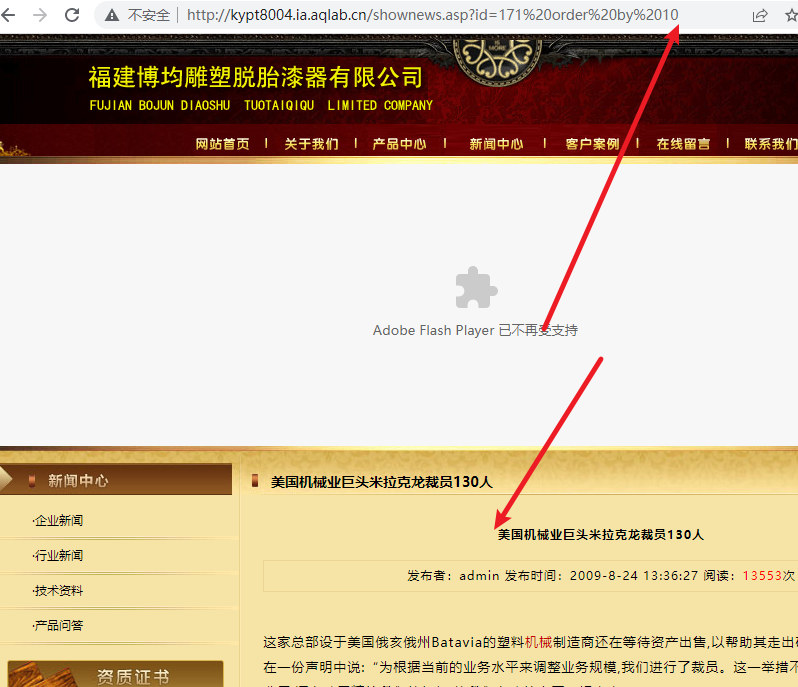 不安全 http://kypt8004.ia.aqlab.cn/shownews.asp?id=171%20order%20by%2010
MORE
福建博均雕塑脱胎漆器有限公司
FUJIAN BOJUN DIAOSHU TUOTAIQIQU LIMITED COMPANY
网站首页 | 关于我们 | 产品中心 | 新闻中心 | 客户案例 | 在线留言 | 联系我们
Adobe Flash Player 已不再受支持
新闻中心
美国机械业巨头米拉克龙裁员130人
·企业新闻
美国机械业巨头米拉克龙裁员130人
·行业新闻
发布者：admin 发布时间：2009-8-24 13:36:27 阅读：13553次
·技术资料
·产品问答
这家总部设于美国俄亥俄州Batavia的塑料机械制造商还在等待资产出售,以帮助其走出
在一份声明中说: “为根据当前的业务水平来调整业务规模,我们进行了裁员。这一举措不
资质证书